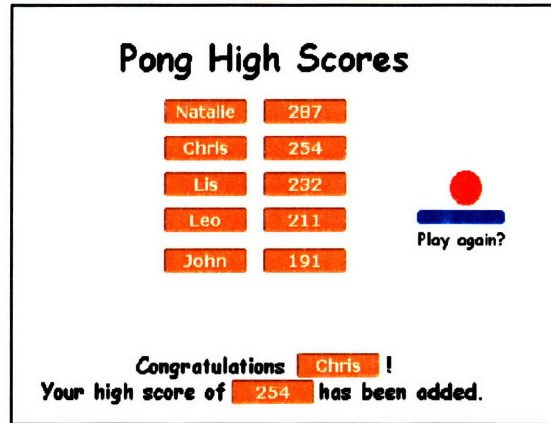 Pong High Scores
Natalie 287
Chris 254
Lis 232
Leo 211
John 191
Play again?
Congratulations Chris !
Your high score of 254 has been added.